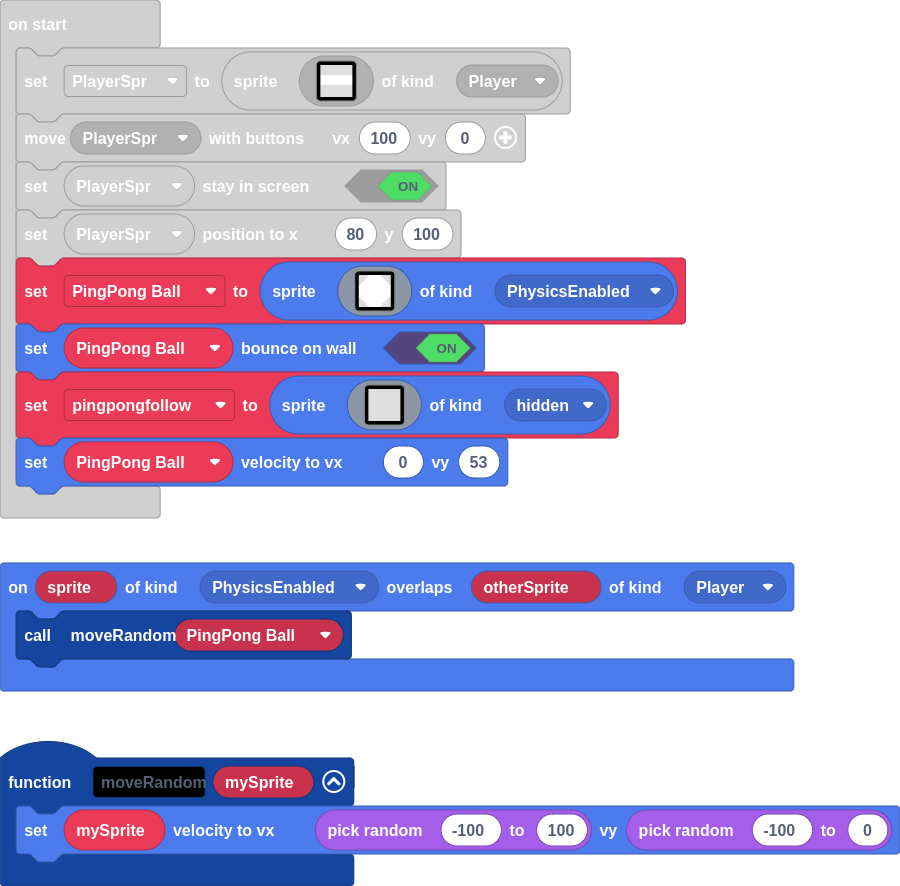 on start
set PlayerSpr to sprite of kind Player
move PlayerSpr with buttons vx 100 vy 0
set PlayerSpr stay in screen ON
set PlayerSpr position to x 80 y 100
set PingPong Ball to sprite of kind PhysicsEnabled
set PingPong Ball bounce on wall ON
set pingpongfollow to sprite of kind hidden
set PingPong Ball velocity to vx 0 vy 53
on sprite of kind PhysicsEnabled overlaps otherSprite of kind Player
call moveRandom PingPong Ball
function moveRandom mySprite
set mySprite velocity to vx pick random -100 to 100 vy pick random -100 to 0